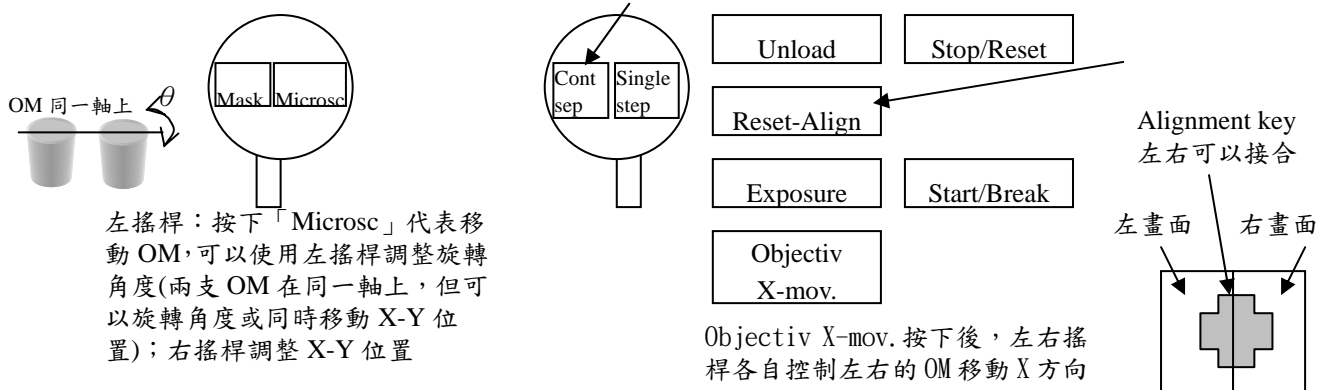 OM 同一軸上
θ
Mask
Microsc
左搖桿：按下「Microsc」代表移
動 OM，可以使用左搖桿調整旋轉
角度(兩支 OM 在同一軸上，但可
以旋轉角度或同時移動 X-Y 位
置)；右搖桿調整 X-Y 位置
Cont
sep
Single
step
Unload
Stop/Reset
Reset-Align
Exposure
Start/Break
Objectiv
X-mov.
Objectiv X-mov.按下後，左右搖
桿各自控制左右的 OM 移動 X 方向
Alignment key
左右可以接合
左畫面
右畫面